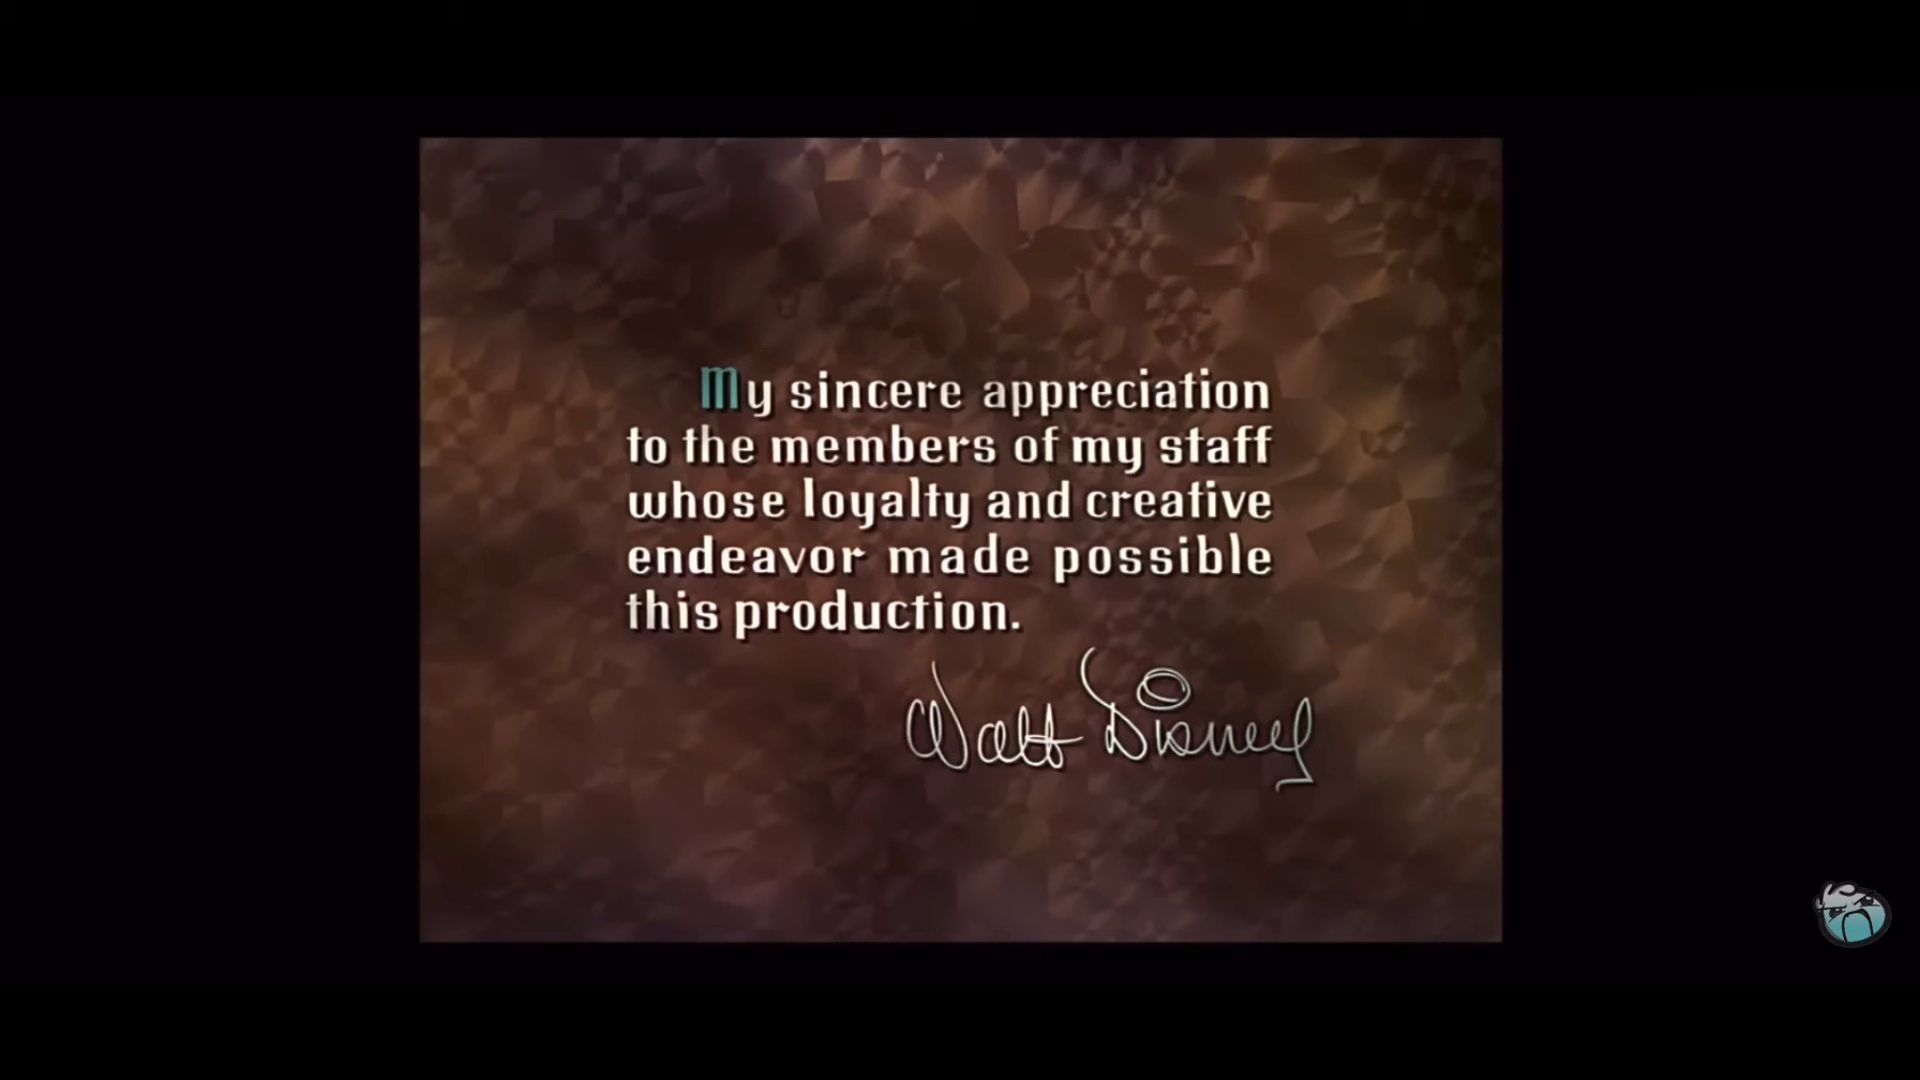 My sincere appreciation
to the members of my staff
whose loyalty and creative
endeavor made possible
this production.
Walt Disney